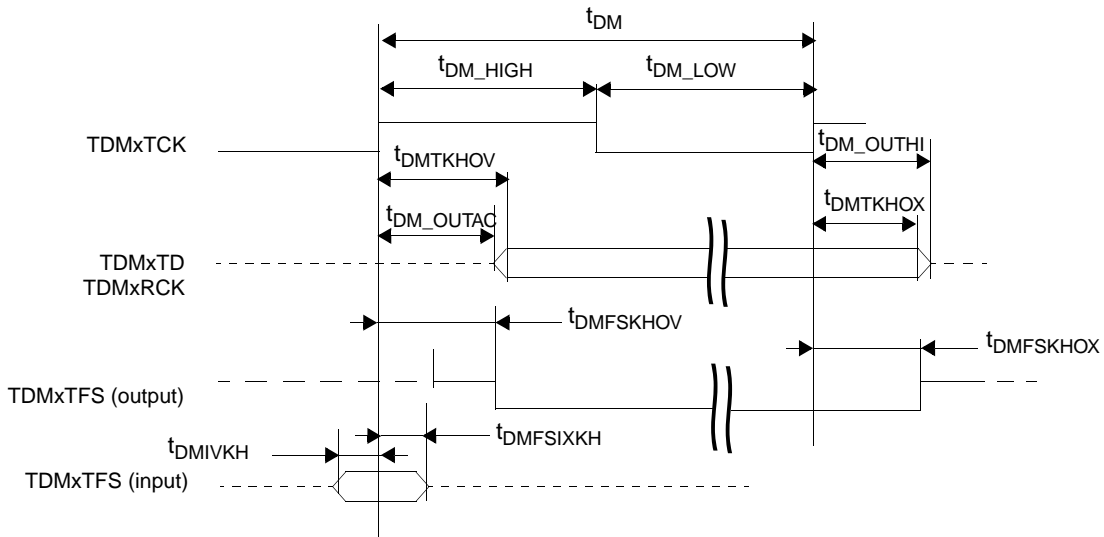 tDM
tDM_HIGH
tDM_LOW
TDMxTCK
tDM_OUTHI
tDMTKHOV
tDMTKHOX
tDM_OUTAC
TDMxTD
TDMxRCK
tDMFSKHOV
tDMFSKHOX
TDMxTFS (output)
tDMFSIXKH
tDMIVKH
TDMxTFS (input)